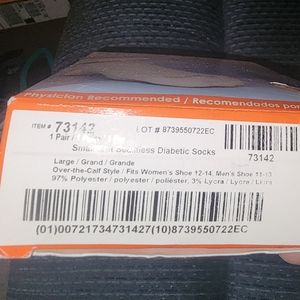 Physician Recommended / Recomendados por
ITEM # 73142
LOT # 8739550722EC
1 Pair /
Seamless Diabetic Socks
73142
Large / Grand / Grande
Over-the-Calf Style / Fits Women's Shoe 12-14, Men's Shoe 11-13
97% Polyester / polyester / poliéster, 3% Lycra / Lycra / Licra
(01)00721734731427(10)8739550722EC